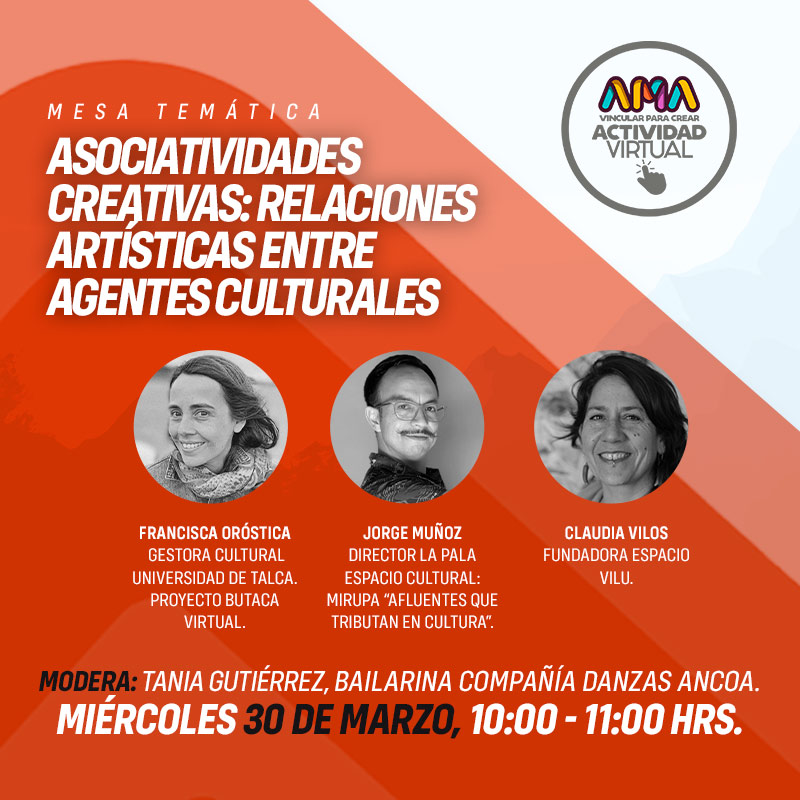 MESA TEMÁTICA
ASOCIATIVIDADES
CREATIVAS: RELACIONES
ARTÍSTICAS ENTRE
AGENTES CULTURALES
AMA
VINCULAR PARA CREAR
ACTIVIDAD
VIRTUAL
FRANCISCA ORÓSTICA
GESTORA CULTURAL
UNIVERSIDAD DE TALCA.
PROYECTO BUTACA
VIRTUAL.
JORGE MUÑOZ
DIRECTOR LA PALA
ESPACIO CULTURAL:
MIRUPA “AFLUENTES QUE
TRIBUTAN EN CULTURA”.
CLAUDIA VILOS
FUNDADORA ESPACIO
VILU.
MODERA: TANIA GUTIÉRREZ, BAILARINA COMPAÑÍA DANZAS ANCOA.
MIÉRCOLES 30 DE MARZO, 10:00 - 11:00 HRS.